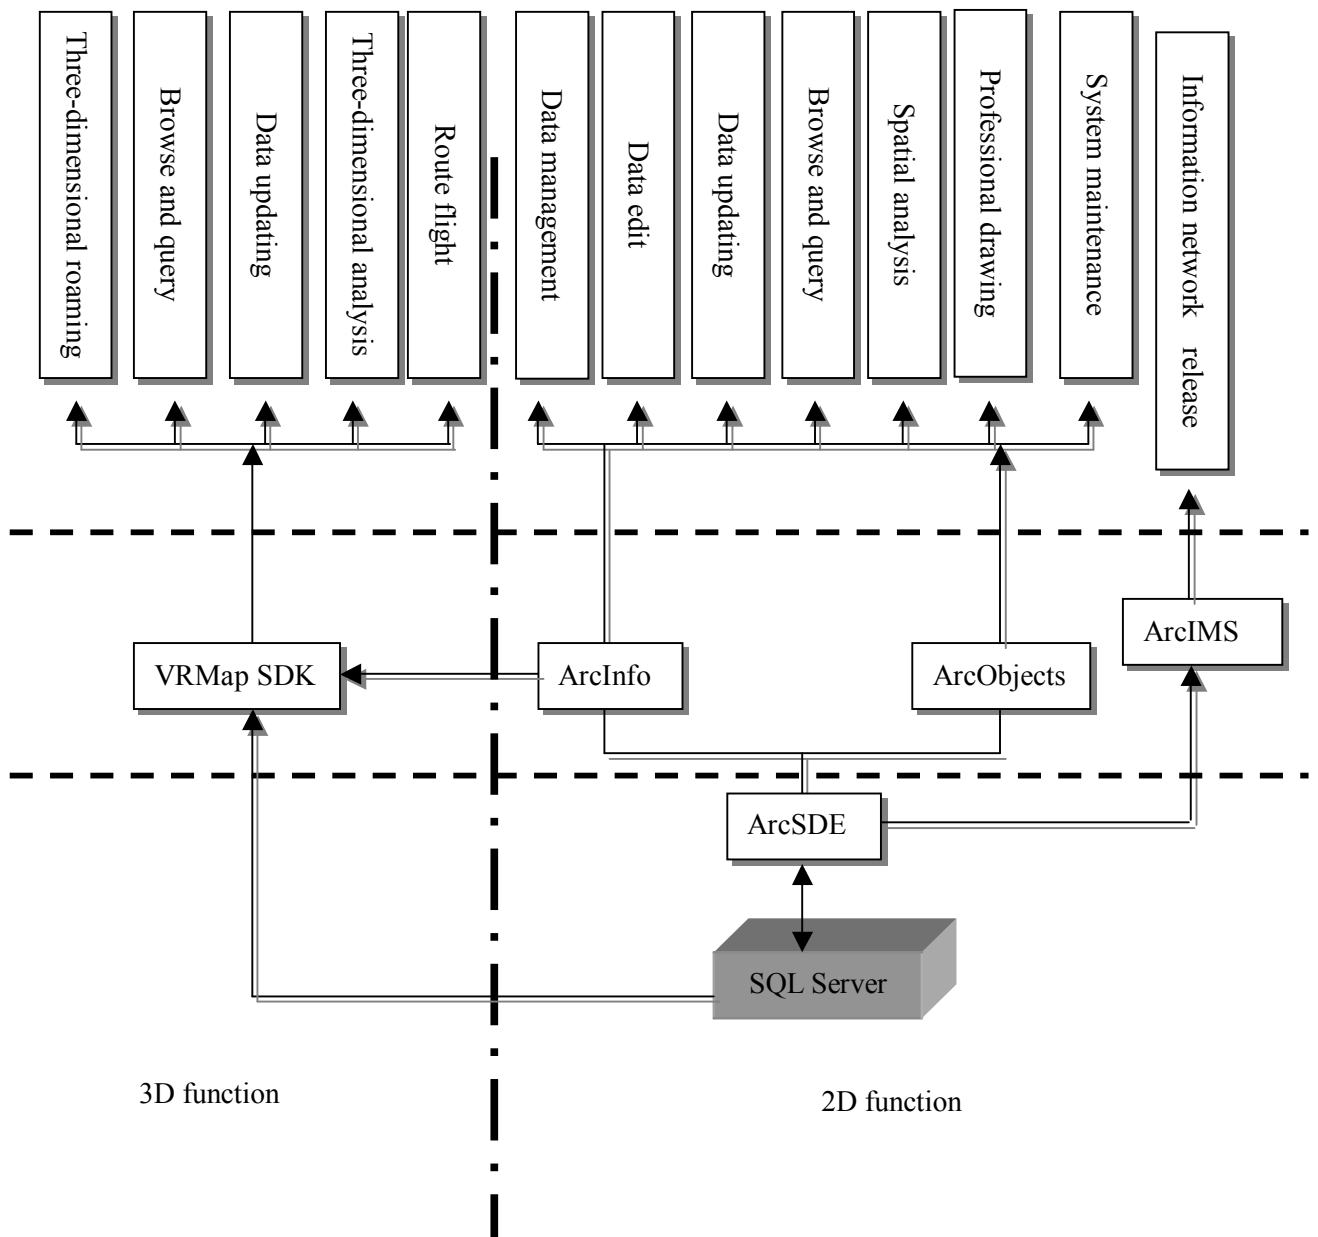 Three-dimensional roaming
Browse and query
Data updating
Three-dimensional analysis
Route flight
Data management
Data edit
Data updating
Browse and query
Spatial analysis
Professional drawing
System maintenance
Information network release
VRMap SDK
ArcInfo
ArcObjects
ArcIMS
ArcSDE
SQL Server
3D function
2D function